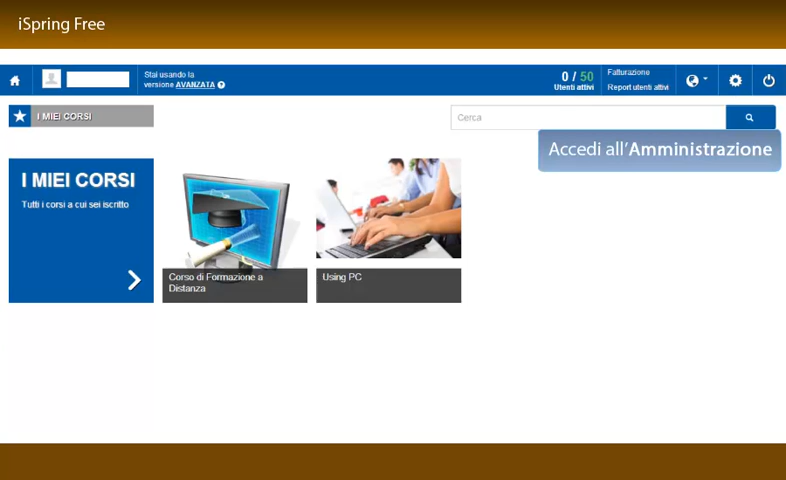 iSpring Free
Stai usando la
versione AVANZATA
0 / 50
Utenti attivi
Fatturazione
Report utenti attivi
I MIEI CORSI
Cerca
Accedi all'Amministrazione
I MIEI CORSI
Tutti i corsi a cui sei iscritto
Corso di Formazione a
Distanza
Using PC